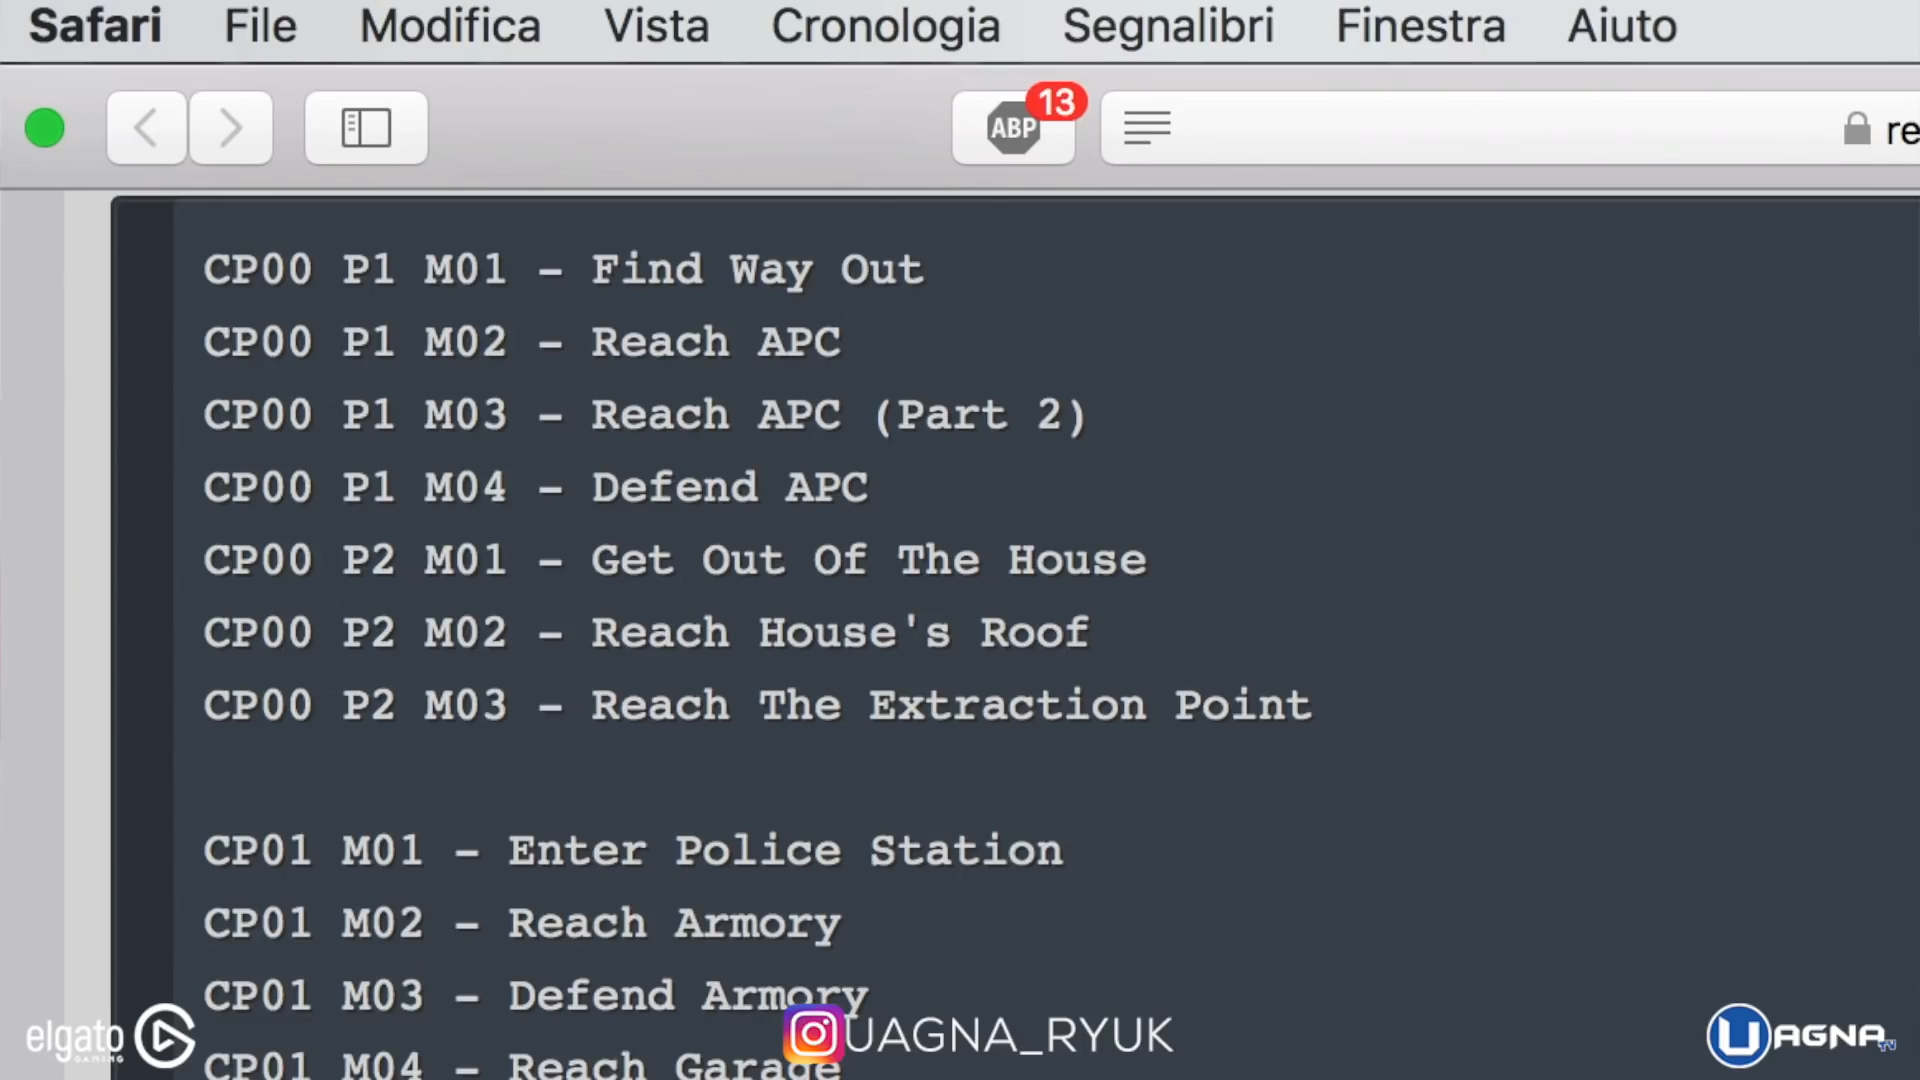 Safari File Modifica Vista Cronologia Segnalibri Finestra Aiuto
ABP 13 re
CP00 P1 M01 - Find Way Out
CP00 P1 M02 - Reach APC
CP00 P1 M03 - Reach APC (Part 2)
CP00 P1 M04 - Defend APC
CP00 P2 M01 - Get Out Of The House
CP00 P2 M02 - Reach House's Roof
CP00 P2 M03 - Reach The Extraction Point
CP01 M01 - Enter Police Station
CP01 M02 - Reach Armory
CP01 M03 - Defend Armory
CP01 M04 - Reach Garage
elgato
GAMING
UAGNA_RYUK
UAGNA TV